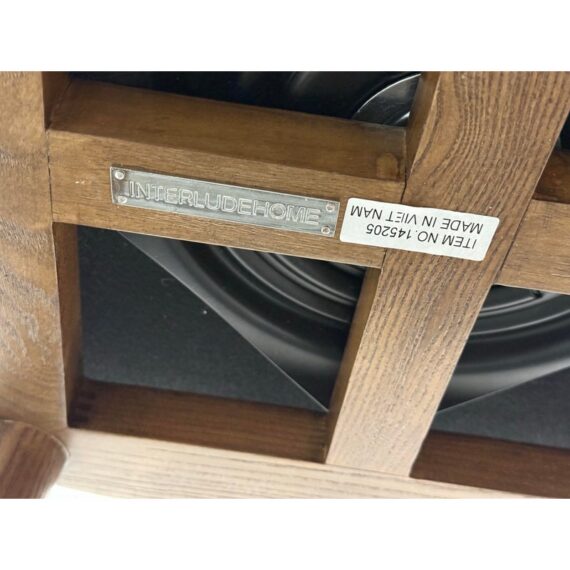 INTERLUDEHOME
ITEM NO.145205
MADE IN VIET NAM